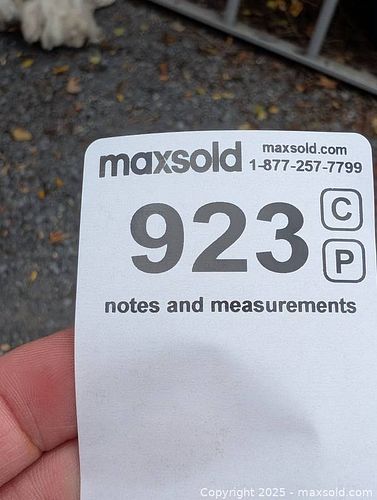 maxsold maxsold.com
1-877-257-7799
923 C
P
notes and measurements
Copyright 2025 - maxsold.com